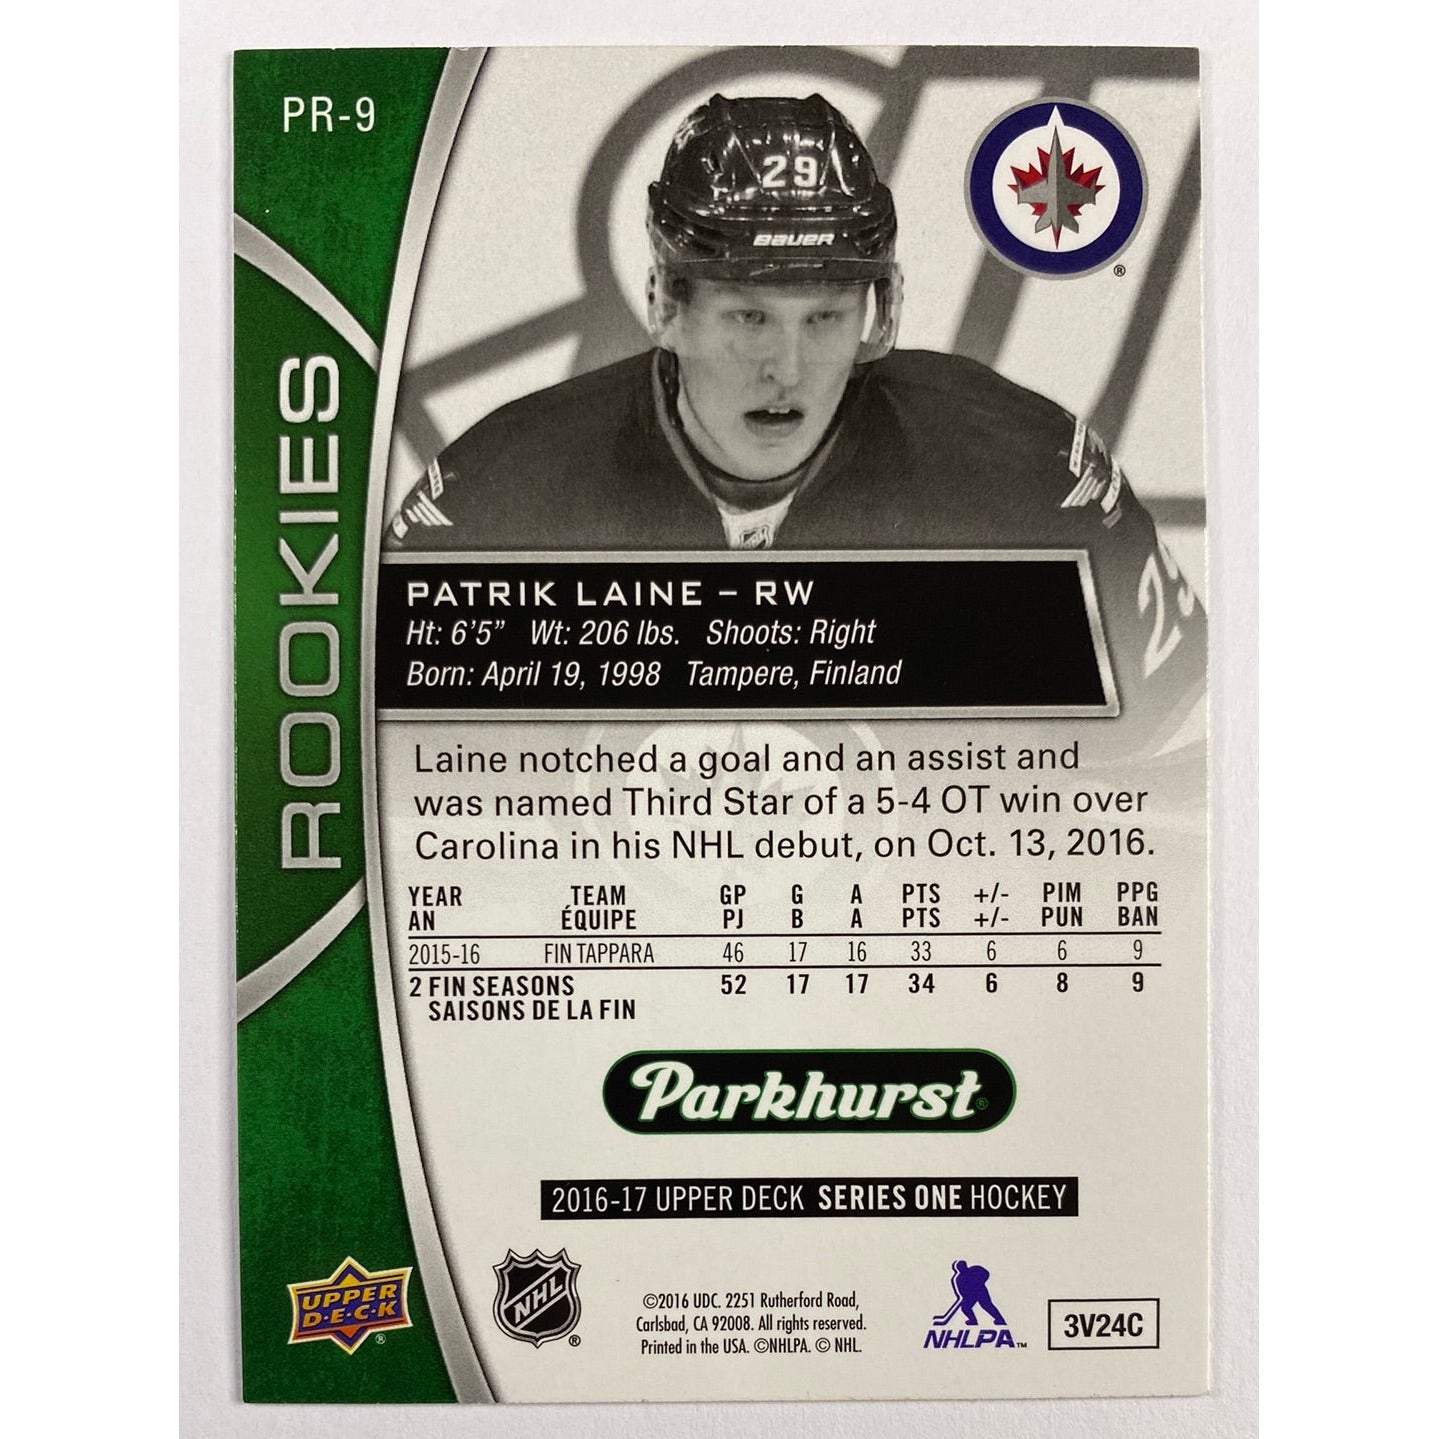 PR-9
ROOKIES
29
BAUER
29
PATRIK LAINE – RW
Ht: 6'5" Wt: 206 lbs. Shoots: Right
Born: April 19, 1998 Tampere, Finland
Laine notched a goal and an assist and
was named Third Star of a 5-4 OT win over
Carolina in his NHL debut, on Oct. 13, 2016.
YEAR TEAM GP G A PTS +/- PIM PPG
AN ÉQUIPE PJ B A PTS +/- PUN BAN
2015-16 FIN TAPPARA 46 17 16 33 6 6 9
2 FIN SEASONS 52 17 17 34 6 8 9
SAISONS DE LA FIN
Parkhurst®
2016-17 UPPER DECK SERIES ONE HOCKEY
UPPER
D·E·C·K ®
NHL ®
©2016 UDC. 2251 Rutherford Road,
Carlsbad, CA 92008. All rights reserved.
Printed in the USA. ©NHLPA. © NHL.
NHLPA™
3V24C